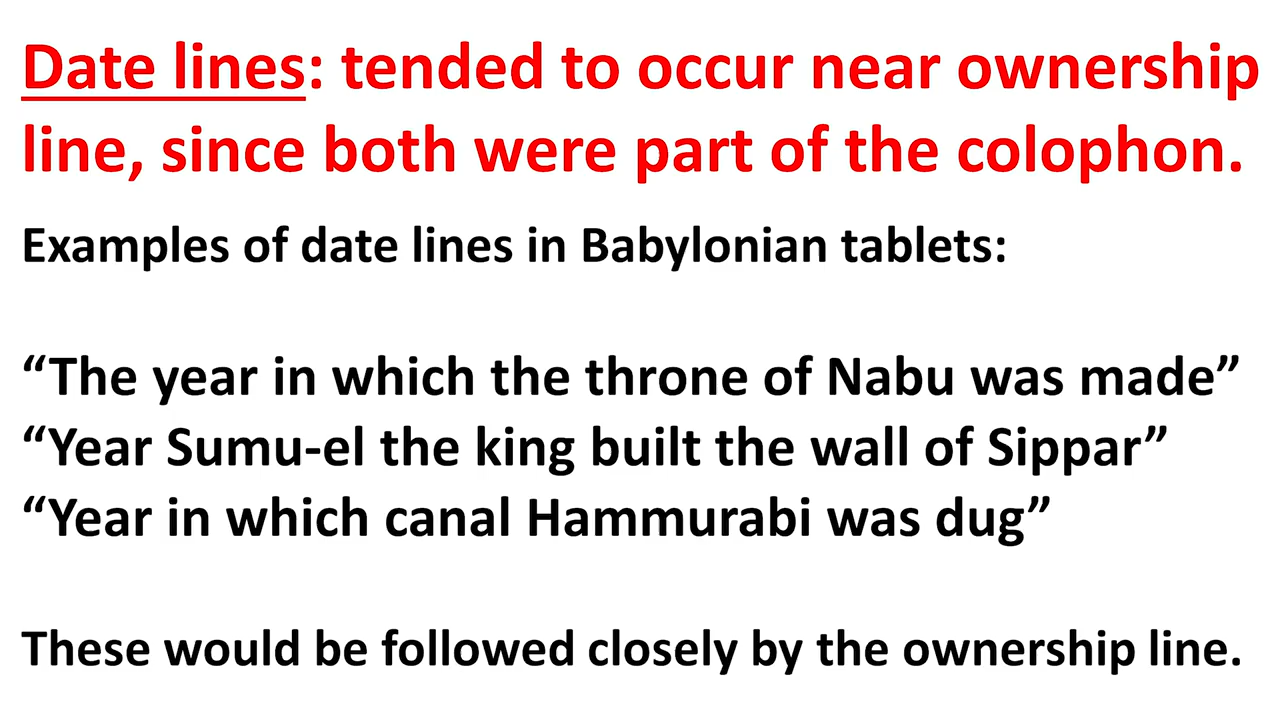 Date lines: tended to occur near ownership
line, since both were part of the colophon.
Examples of date lines in Babylonian tablets:
“The year in which the throne of Nabu was made”
“Year Sumu-el the king built the wall of Sippar”
“Year in which canal Hammurabi was dug”
These would be followed closely by the ownership line.